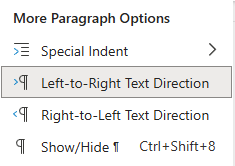 More Paragraph Options
Special Indent
Left-to-Right Text Direction
Right-to-Left Text Direction
Show/Hide ¶ Ctrl+Shift+8